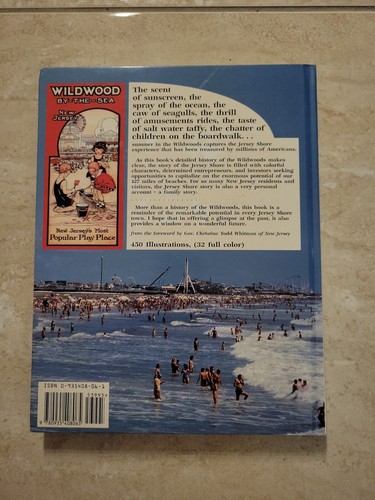 WILDWOOD
BY-THE-SEA
NEW
JERSEY
New Jersey's Most
Popular Play Place
The scent
of sunscreen, the
spray of the ocean, the
caw of seagulls, the thrill
of amusements rides, the taste
of salt water taffy, the chatter of
children on the boardwalk. . .
summer in the Wildwoods captures the Jersey Shore
experience that has been treasured by millions of Americans.
As this book's detailed history of the Wildwoods makes
clear, the story of the Jersey Shore is filled with colorful
characters, determined entrepreneurs, and inventors seeking
opportunities to capitalize on the enormous potential of our
127 miles of beaches. For so many New Jersey residents and
visitors, the Jersey Shore story is also a very personal
account - a family story.
More than a history of the Wildwoods, this book is a
reminder of the remarkable potential in every Jersey Shore
town. I hope that in offering a glimpse at the past, it also
provides a window on a wonderful future.
from the foreword by Gov. Christine Todd Whitman of New Jersey
450 Illustrations, (32 full color)
ISBN 0-931408-06-1